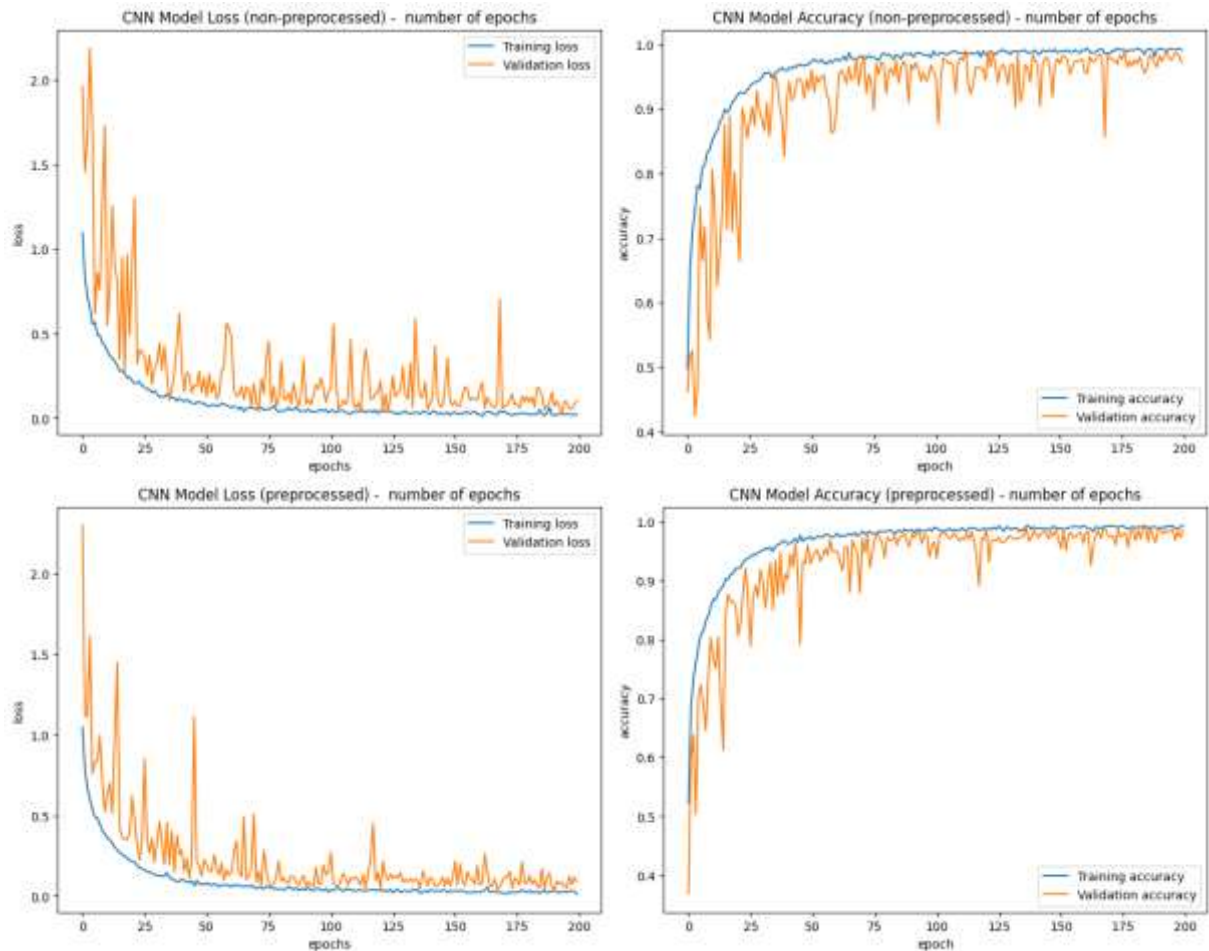 CNN Model Loss (non-preprocessed) - number of epochs
Training loss
Validation loss
2.0
1.5
1.0
0.5
0.0
loss
0 25 50 75 100 125 150 175 200
epochs
CNN Model Accuracy (non-preprocessed) - number of epochs
1.0
0.9
0.8
0.7
0.6
0.5
0.4
accuracy
Training accuracy
Validation accuracy
0 25 50 75 100 125 150 175 200
epoch
CNN Model Loss (preprocessed) - number of epochs
Training loss
Validation loss
2.0
1.5
1.0
0.5
0.0
loss
0 25 50 75 100 125 150 175 200
epochs
CNN Model Accuracy (preprocessed) - number of epochs
1.0
0.9
0.8
0.7
0.6
0.5
0.4
accuracy
Training accuracy
Validation accuracy
0 25 50 75 100 125 150 175 200
epoch